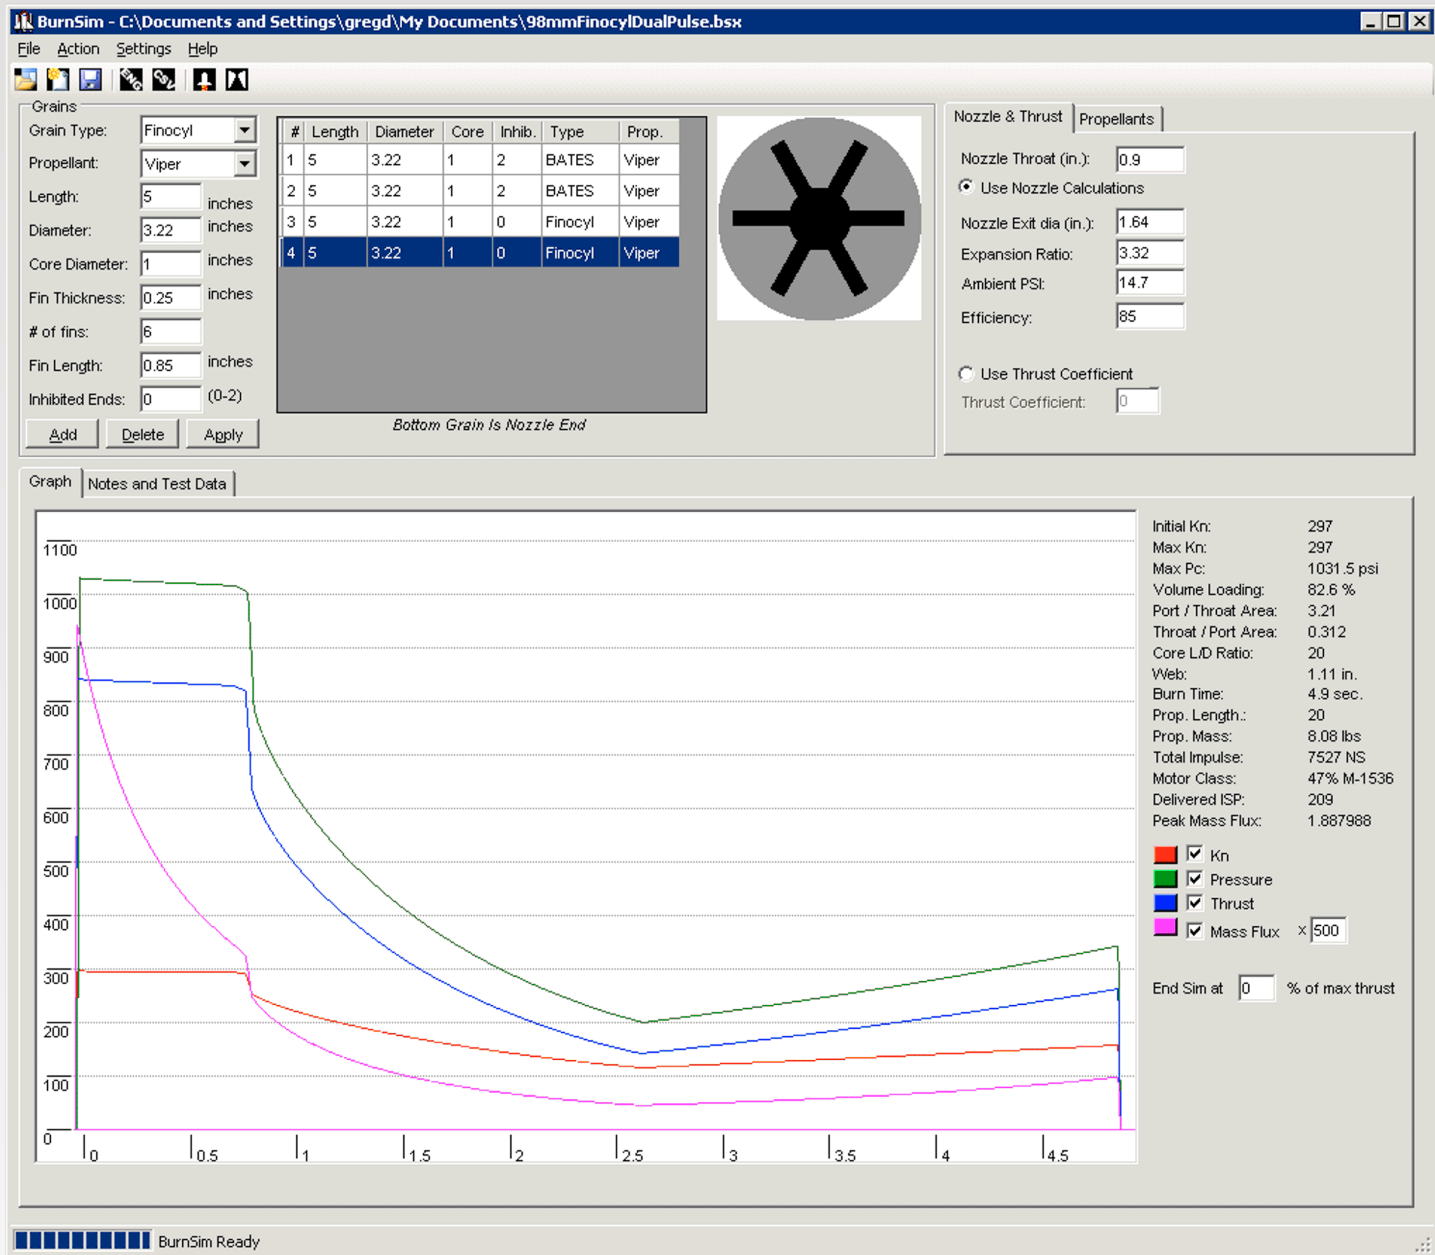 BurnSim - C:\Documents and Settings\gregd\My Documents\98mmFinocylDualPulse.bsx
File Action Settings Help
ENG CSV
Grains
Grain Type: Finocyl
Propellant: Viper
Length: 5 inches
Diameter: 3.22 inches
Core Diameter: 1 inches
Fin Thickness: 0.25 inches
# of fins: 6
Fin Length: 0.85 inches
Inhibited Ends: 0 (0-2)
Add Delete Apply
# Length Diameter Core Inhib. Type Prop.
1 5 3.22 1 2 BATES Viper
2 5 3.22 1 2 BATES Viper
3 5 3.22 1 0 Finocyl Viper
4 5 3.22 1 0 Finocyl Viper
Bottom Grain Is Nozzle End
Nozzle & Thrust Propellants
Nozzle Throat (in.): 0.9
Use Nozzle Calculations
Nozzle Exit dia (in.): 1.64
Expansion Ratio: 3.32
Ambient PSI: 14.7
Efficiency: 85
Use Thrust Coefficient
Thrust Coefficient: 0
Graph Notes and Test Data
1100
1000
900
800
700
600
500
400
300
200
100
0
0 0.5 1 1.5 2 2.5 3 3.5 4 4.5
Initial Kn: 297
Max Kn: 297
Max Pc: 1031.5 psi
Volume Loading: 82.6 %
Port / Throat Area: 3.21
Throat / Port Area: 0.312
Core L/D Ratio: 20
Web: 1.11 in.
Burn Time: 4.9 sec.
Prop. Length.: 20
Prop. Mass: 8.08 lbs
Total Impulse: 7527 NS
Motor Class: 47% M-1536
Delivered ISP: 209
Peak Mass Flux: 1.887988
Kn
Pressure
Thrust
Mass Flux x 500
End Sim at 0 % of max thrust
BurnSim Ready